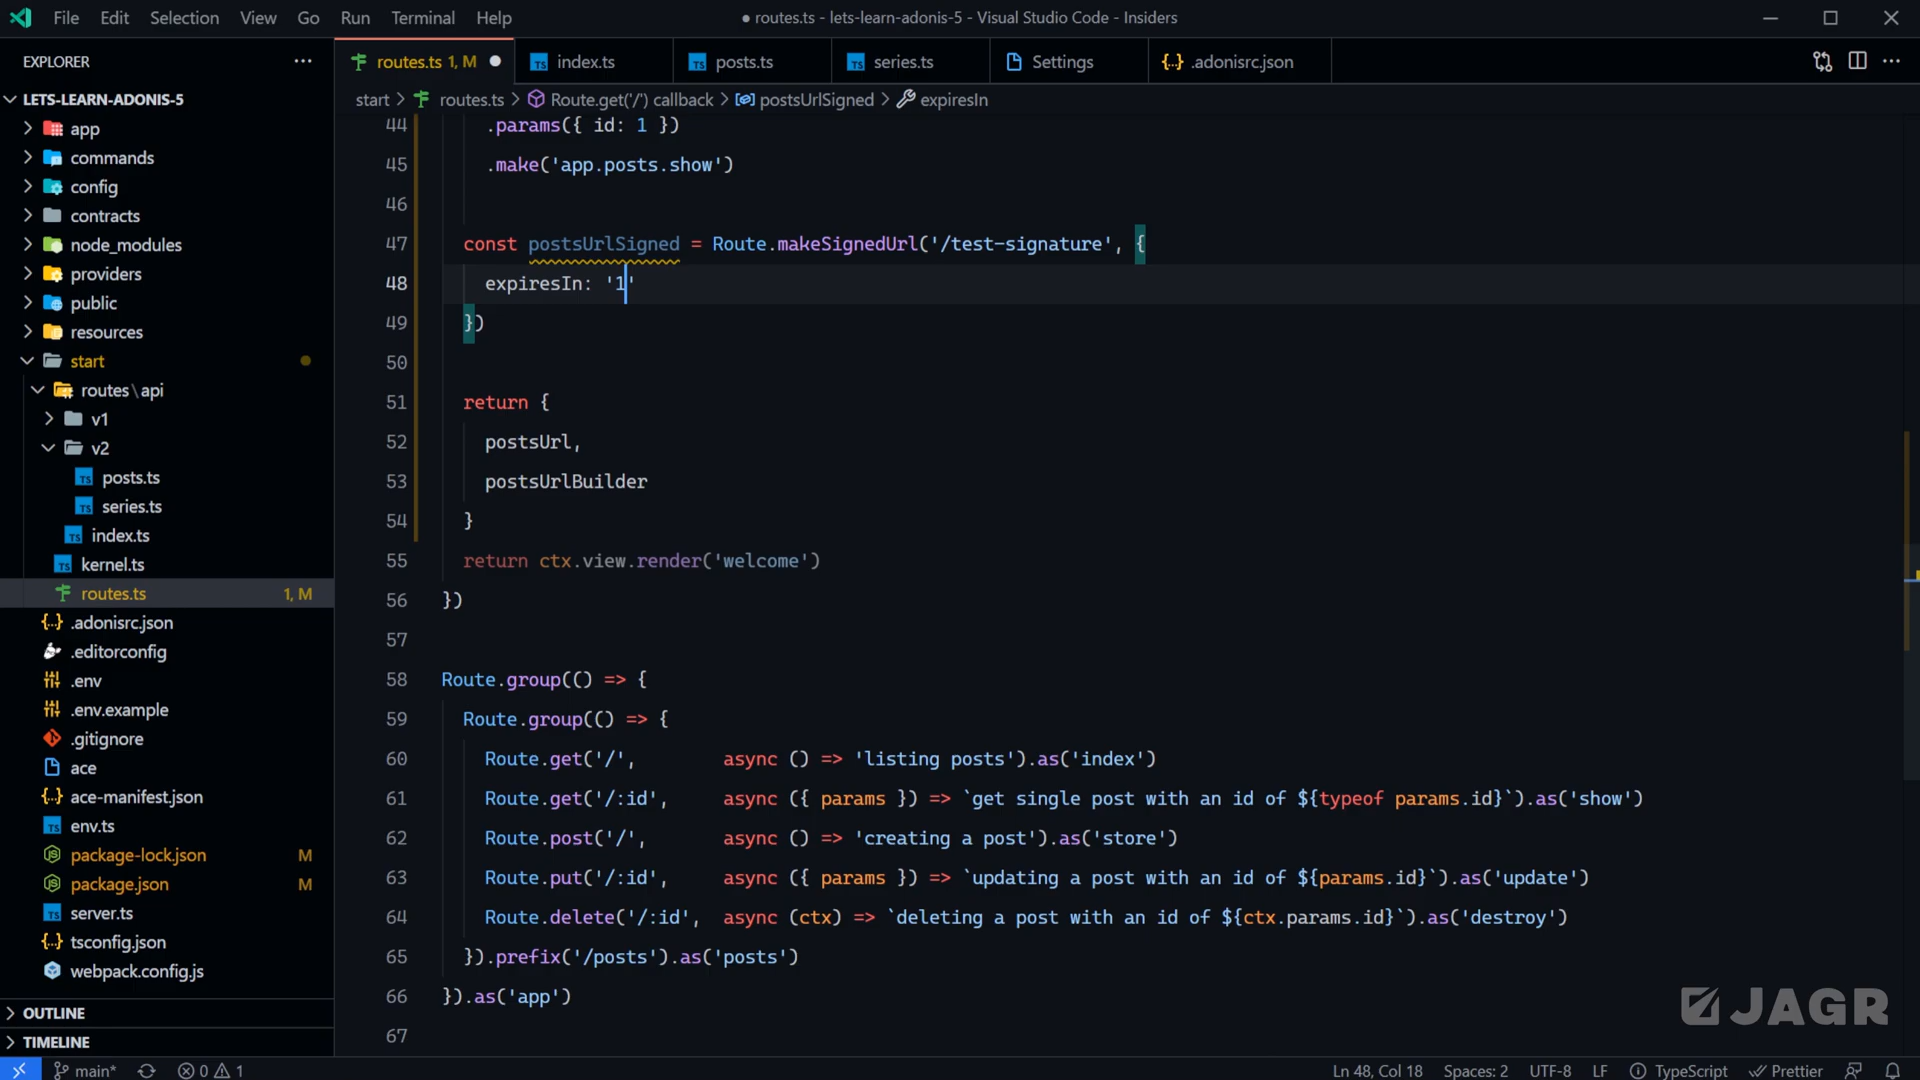 File Edit Selection View Go Run Terminal Help
● routes.ts - lets-learn-adonis-5 - Visual Studio Code - Insiders
EXPLORER
routes.ts 1, M
index.ts
posts.ts
series.ts
Settings
.adonisrc.json
start > routes.ts > Route.get('/') callback > postsUrlSigned > expiresIn
LETS-LEARN-ADONIS-5
app
commands
config
contracts
node_modules
providers
public
resources
start
routes\api
v1
v2
posts.ts
series.ts
index.ts
kernel.ts
routes.ts 1, M
.adonisrc.json
.editorconfig
.env
.env.example
.gitignore
ace
ace-manifest.json
env.ts
package-lock.json M
package.json M
server.ts
tsconfig.json
webpack.config.js
OUTLINE
TIMELINE
44 .params({ id: 1 })
45 .make('app.posts.show')
46
47 const postsUrlSigned = Route.makeSignedUrl('/test-signature', {
48 expiresIn: '1'
49 })
50
51 return {
52 postsUrl,
53 postsUrlBuilder
54 }
55 return ctx.view.render('welcome')
56 })
57
58 Route.group(() => {
59 Route.group(() => {
60 Route.get('/', async () => 'listing posts').as('index')
61 Route.get('/:id', async ({ params }) => `get single post with an id of ${typeof params.id}`).as('show')
62 Route.post('/', async () => 'creating a post').as('store')
63 Route.put('/:id', async ({ params }) => `updating a post with an id of ${params.id}`).as('update')
64 Route.delete('/:id', async (ctx) => `deleting a post with an id of ${ctx.params.id}`).as('destroy')
65 }).prefix('/posts').as('posts')
66 }).as('app')
67
JAGR
main* 0 1
Ln 48, Col 18 Spaces: 2 UTF-8 LF TypeScript Prettier